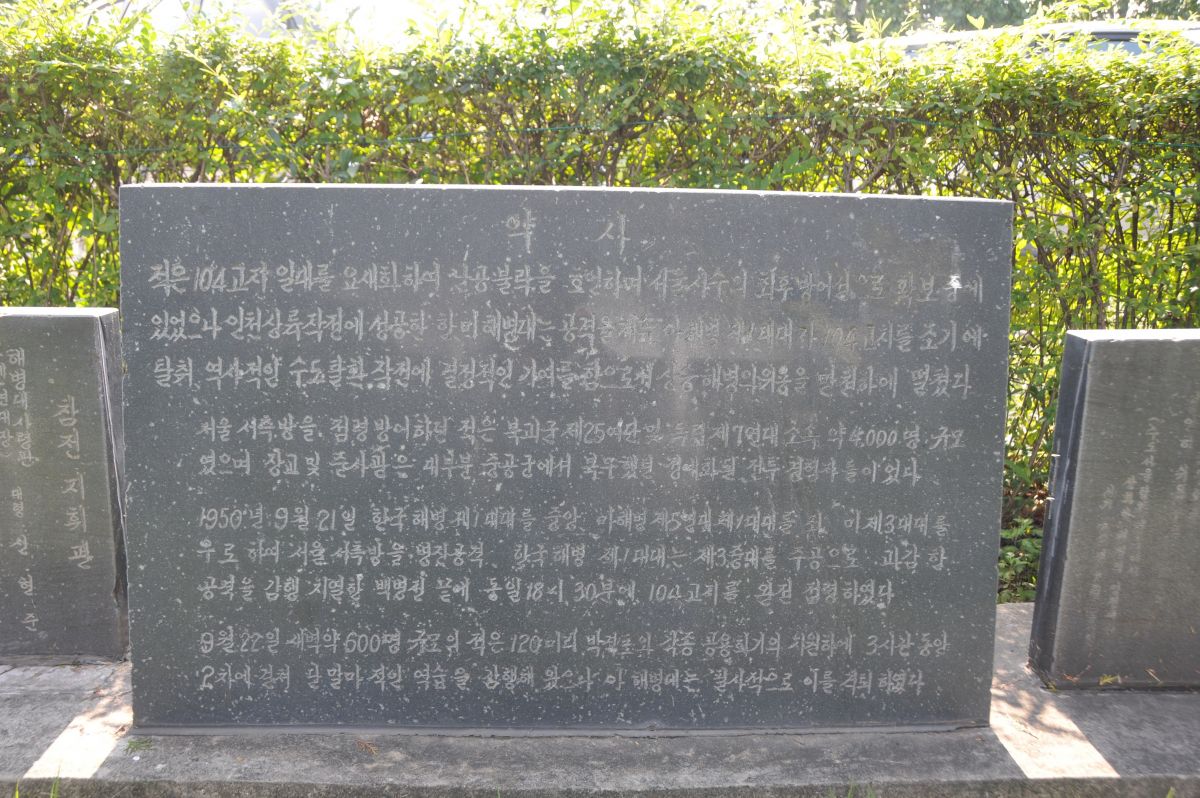 약 사
적은 104고지 일대를 요새화하여 호언하며 서울사수의 최후방어선으로
있었으나 인천상륙작전에 성공한 한미해병대는 공격을 104고지를 조기에
탈취 역사적인 수도탈환 작전에 결정적인 기여를 함으로써 상승 해병의 위용을 만천하에 떨쳤다
서울 서측방을 점령 방어하던 적은 북괴군 제25여단 및 독립 제7연대 소속 약 4,000명 규모
였으며 장교 및 준사관은 대부분 중공군에서 복무했던 정예화된 전투 경험자들이었다
1950년 9월 21일 한국해병 제1대대를 중앙 미해병 제5연대 제1대대를 좌 미 제3대대를
우로 하여 서울 서측방을 병진공격 한국해병 제1대대는 제3중대를 주공으로 과감한
공격을 감행 치열한 백병전 끝에 동일 18시 30분에 104고지를 완전 점령하였다
9월 22일 새벽 약 600명 규모의 적은 120미리 박격포와 각종 공용화기의 지원하에 3시간 동안
2차에 걸쳐 단말마적인 역습을 감행해 왔으나 아 해병대는 필사적으로 이를 격퇴하였다
참전지휘관
해병대사령관 대령 신현준